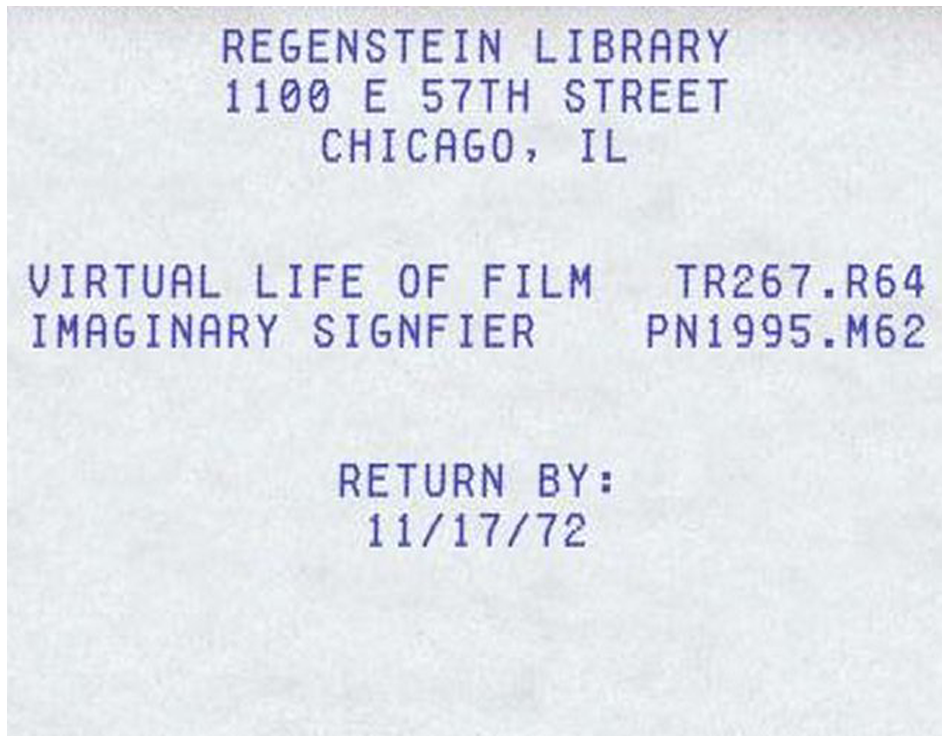 REGENSTEIN LIBRARY
1100 E 57TH STREET
CHICAGO, IL
VIRTUAL LIFE OF FILM TR267.R64
IMAGINARY SIGNFIER PN1995.M62
RETURN BY:
11/17/72